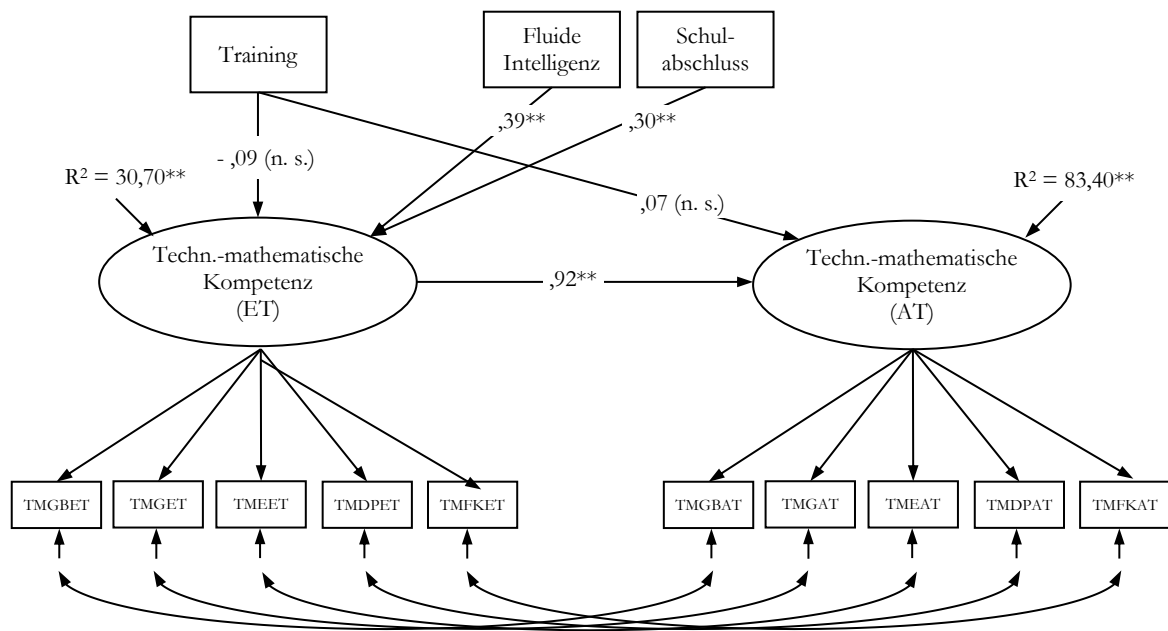 Training
Fluide
Intelligenz
Schul-
abschluss
,39**
,30**
- ,09 (n. s.)
R² = 30,70**
,07 (n. s.)
R² = 83,40**
Techn.-mathematische
Kompetenz
(ET)
,92**
Techn.-mathematische
Kompetenz
(AT)
TMGBET
TMGET
TMEET
TMDPET
TMFKET
TMGBAT
TMGAT
TMEAT
TMDPAT
TMFKAT